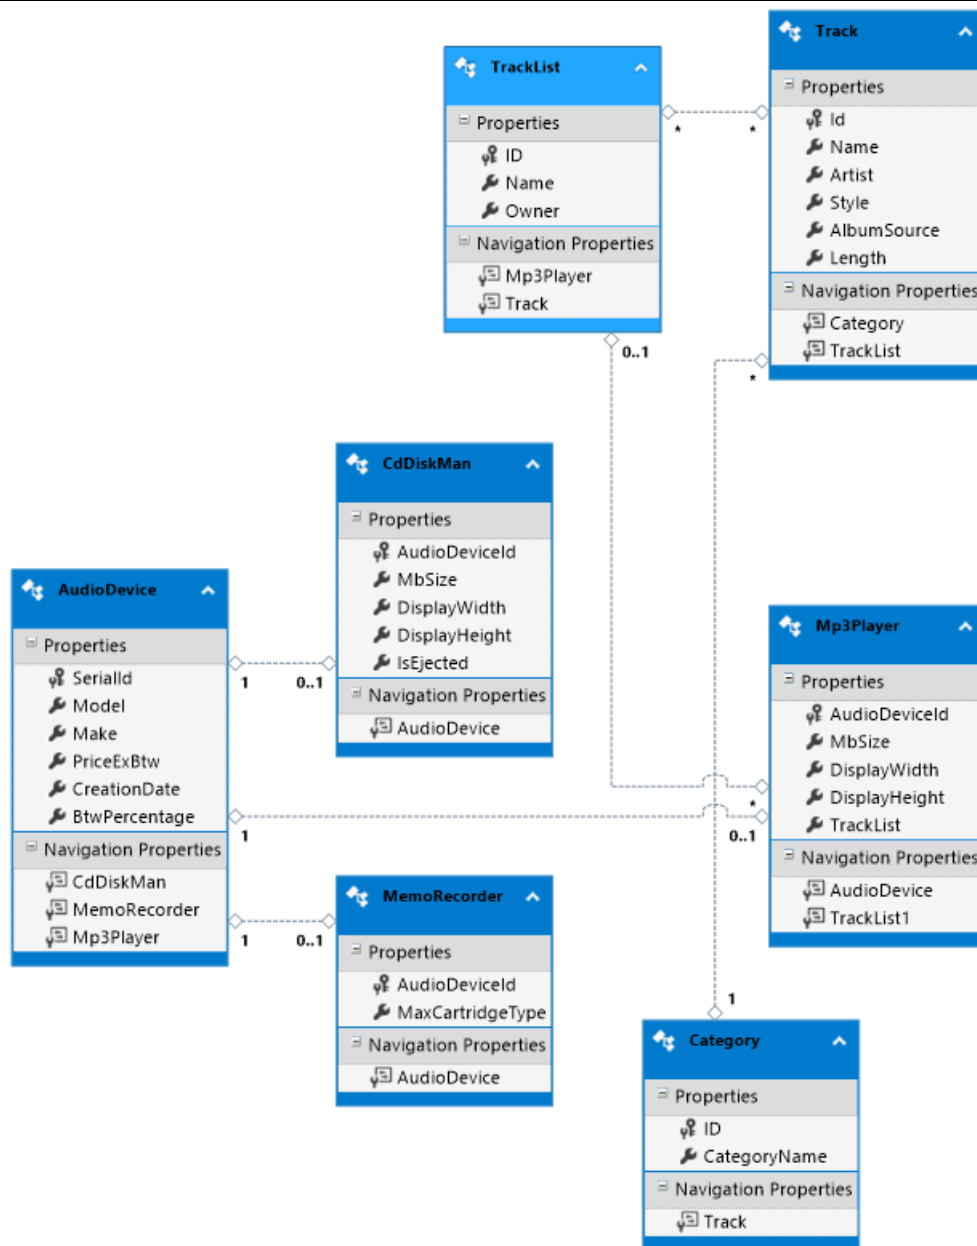 Track
Properties
Id
Name
Artist
Style
AlbumSource
Length
Navigation Properties
Category
TrackList
*
*
TrackList
Properties
ID
Name
Owner
Navigation Properties
Mp3Player
Track
*
0..1
CdDiskMan
Properties
AudioDeviceId
MbSize
DisplayWidth
DisplayHeight
IsEjected
Navigation Properties
AudioDevice
AudioDevice
Properties
SerialId
Model
Make
PriceExBtw
CreationDate
BtwPercentage
Navigation Properties
CdDiskMan
MemoRecorder
Mp3Player
1
0..1
1
1
0..1
Mp3Player
Properties
AudioDeviceId
MbSize
DisplayWidth
DisplayHeight
TrackList
Navigation Properties
AudioDevice
TrackList1
*
0..1
MemoRecorder
Properties
AudioDeviceId
MaxCartridgeType
Navigation Properties
AudioDevice
1
Category
Properties
ID
CategoryName
Navigation Properties
Track